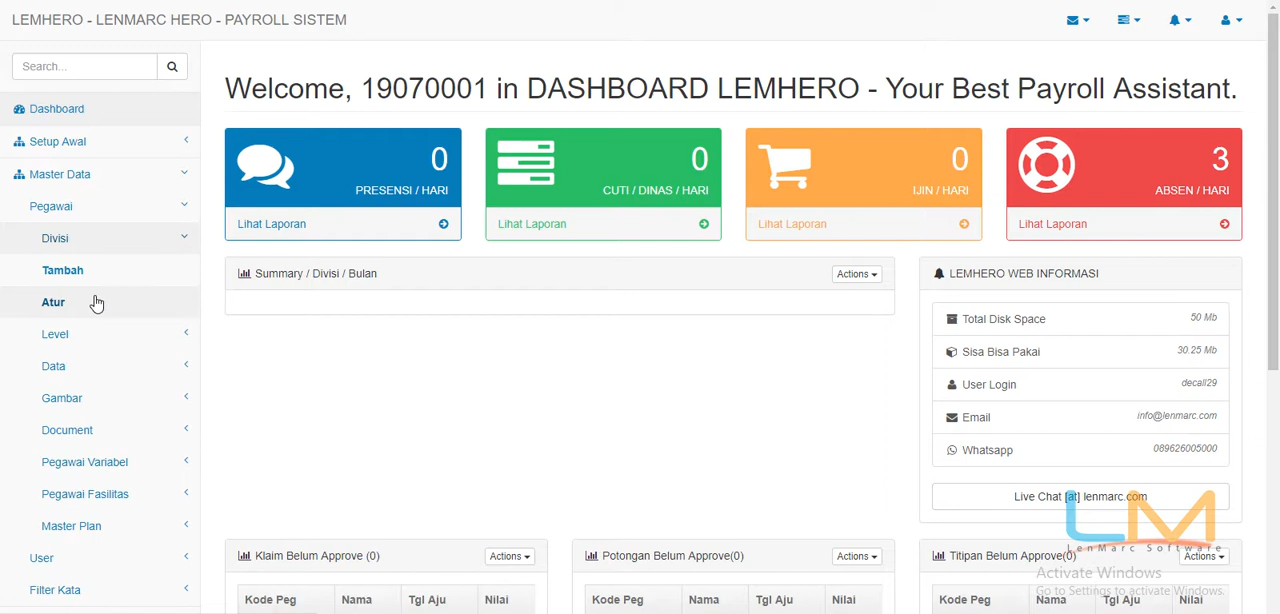 LEMHERO - LENMARC HERO - PAYROLL SISTEM
Search...
Dashboard
Setup Awal
Master Data
Pegawai
Divisi
Tambah
Atur
Level
Data
Gambar
Document
Pegawai Variabel
Pegawai Fasilitas
Master Plan
User
Filter Kata
Welcome, 19070001 in DASHBOARD LEMHERO - Your Best Payroll Assistant.
0
PRESENSI / HARI
Lihat Laporan
0
CUTI / DINAS / HARI
Lihat Laporan
0
IJIN / HARI
Lihat Laporan
3
ABSEN / HARI
Lihat Laporan
Summary / Divisi / Bulan
Actions
LEMHERO WEB INFORMASI
Total Disk Space 50 Mb
Sisa Bisa Pakai 30.25 Mb
User Login decall29
Email info@lenmarc.com
Whatsapp 089626005000
Live Chat [at] lenmarc.com
LM
LenMarc Software
Klaim Belum Approve (0) Actions
Kode Peg Nama Tgl Aju Nilai
Potongan Belum Approve(0) Actions
Kode Peg Nama Tgl Aju Nilai
Titipan Belum Approve(0) Actions
Kode Peg Nama Tgl Aju Nilai
Activate Windows
Go to Settings to activate Windows.